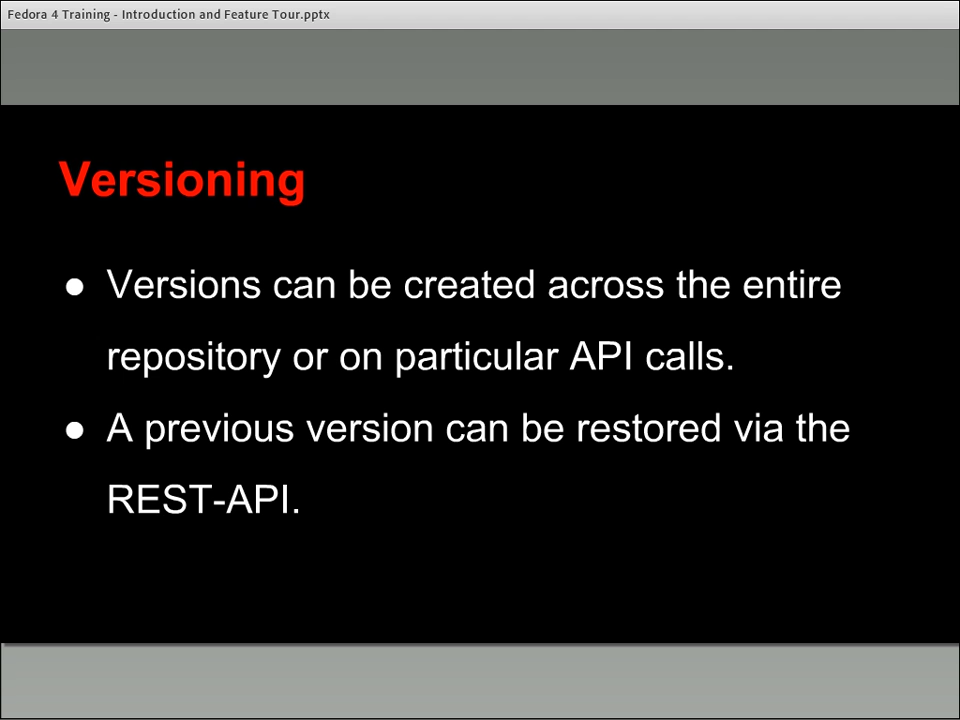 Fedora 4 Training - Introduction and Feature Tour.pptx
Versioning
● Versions can be created across the entire
repository or on particular API calls.
● A previous version can be restored via the
REST-API.